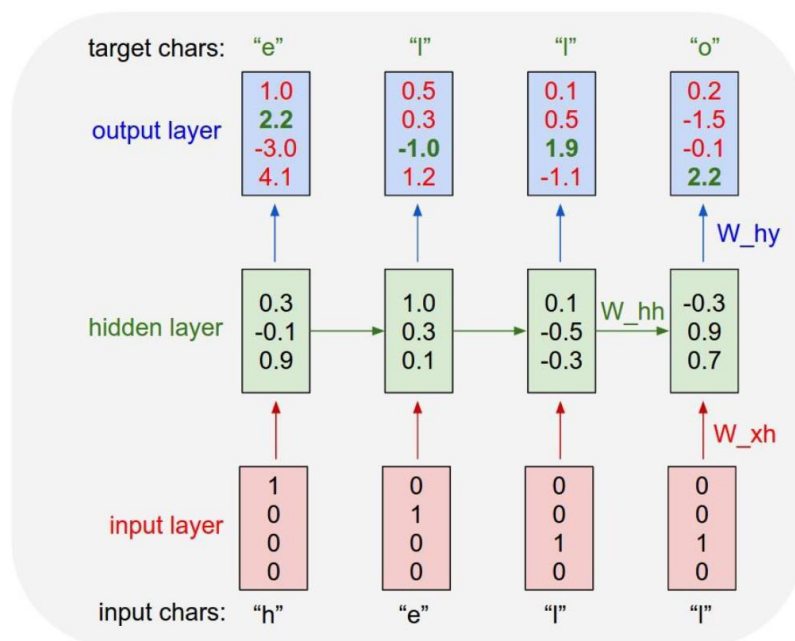 target chars: “e” “l” “l” “o”
output layer
1.0 0.5 0.1 0.2
2.2 0.3 0.5 -1.5
-3.0 -1.0 1.9 -0.1
4.1 1.2 -1.1 2.2
W_hy
hidden layer
0.3 1.0 0.1 -0.3
-0.1 0.3 -0.5 0.9
0.9 0.1 -0.3 0.7
W_hh
W_xh
input layer
1 0 0 0
0 1 0 0
0 0 1 1
0 0 0 0
input chars: “h” “e” “l” “l”